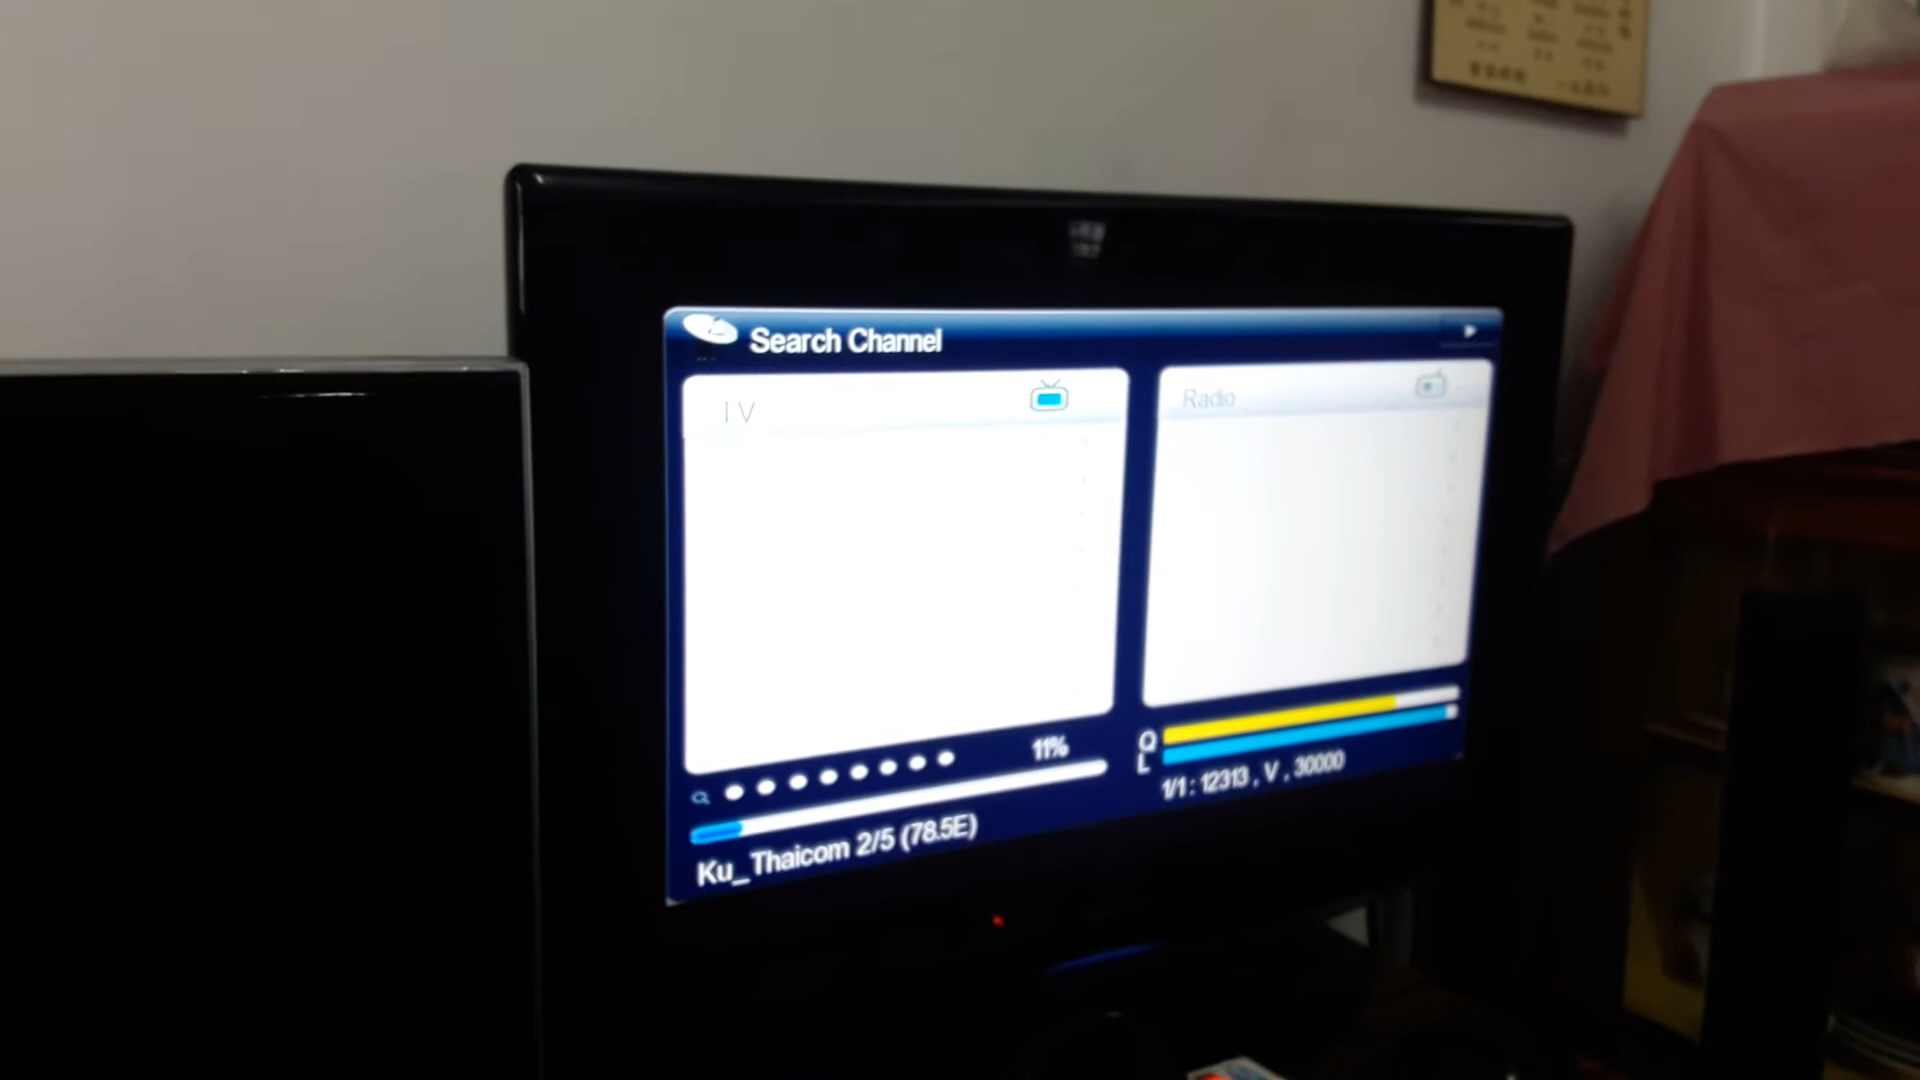 Search Channel
TV
Radio
11%
Q
L
1/1 : 12313 , V , 30000
Ku_Thaicom 2/5 (78.5E)